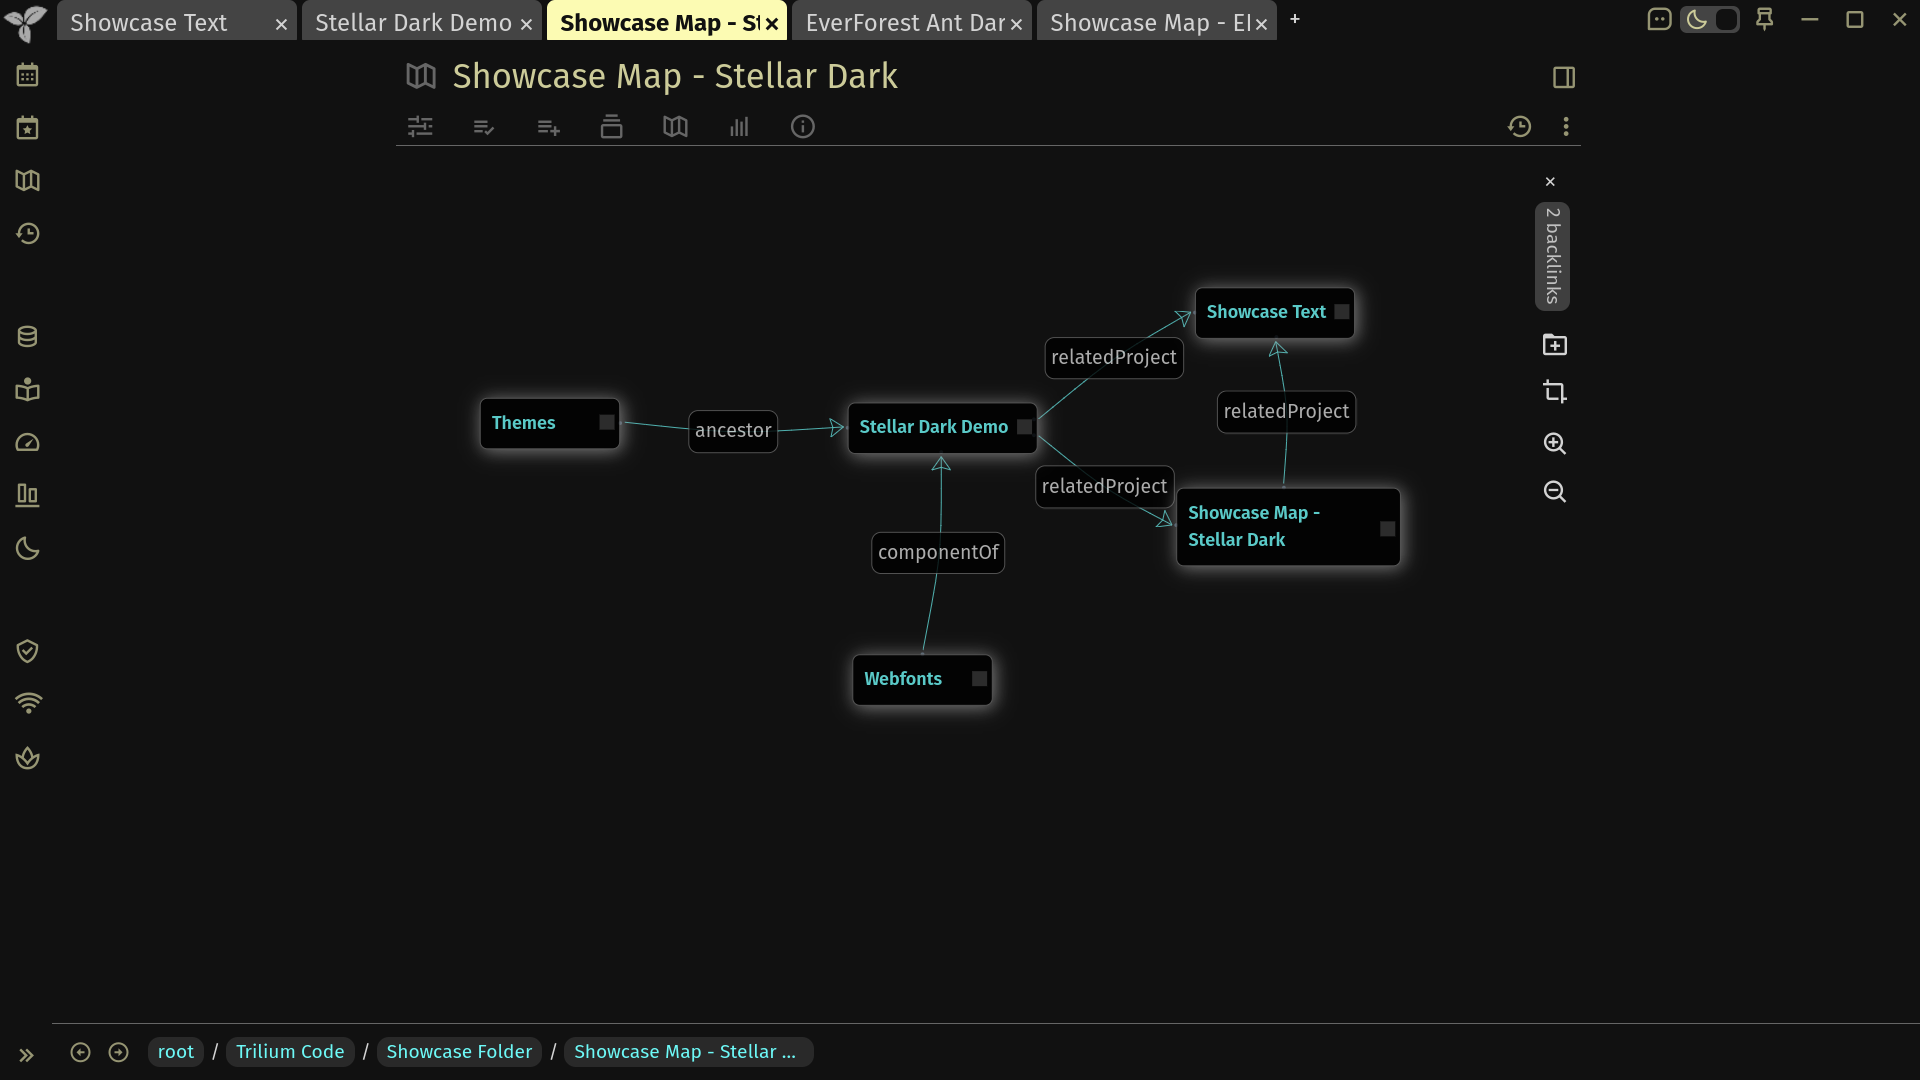 Showcase Text
Stellar Dark Demo
Showcase Map - St
EverForest Ant Dar
Showcase Map - El
Showcase Map - Stellar Dark
2 backlinks
Showcase Text
relatedProject
relatedProject
Themes
ancestor
Stellar Dark Demo
relatedProject
Showcase Map -
Stellar Dark
componentOf
Webfonts
root / Trilium Code / Showcase Folder / Showcase Map - Stellar ...